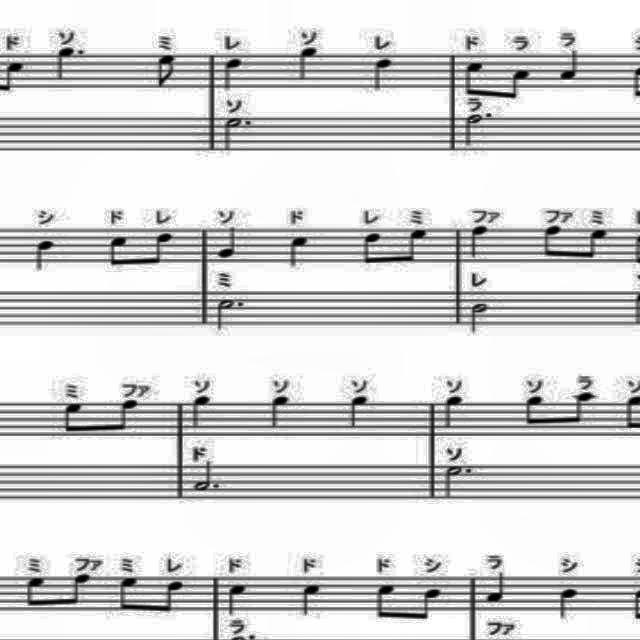 ド ソ ミ レ ソ レ ド ラ ラ
ソ ラ
シ ド レ ソ ド レ ミ ファ ファ ミ
ミ レ
ミ ファ ソ ソ ソ ソ ソ ラ
ド ソ
ミ ファ ミ レ ド ド ド シ ラ シ
ラ ファ